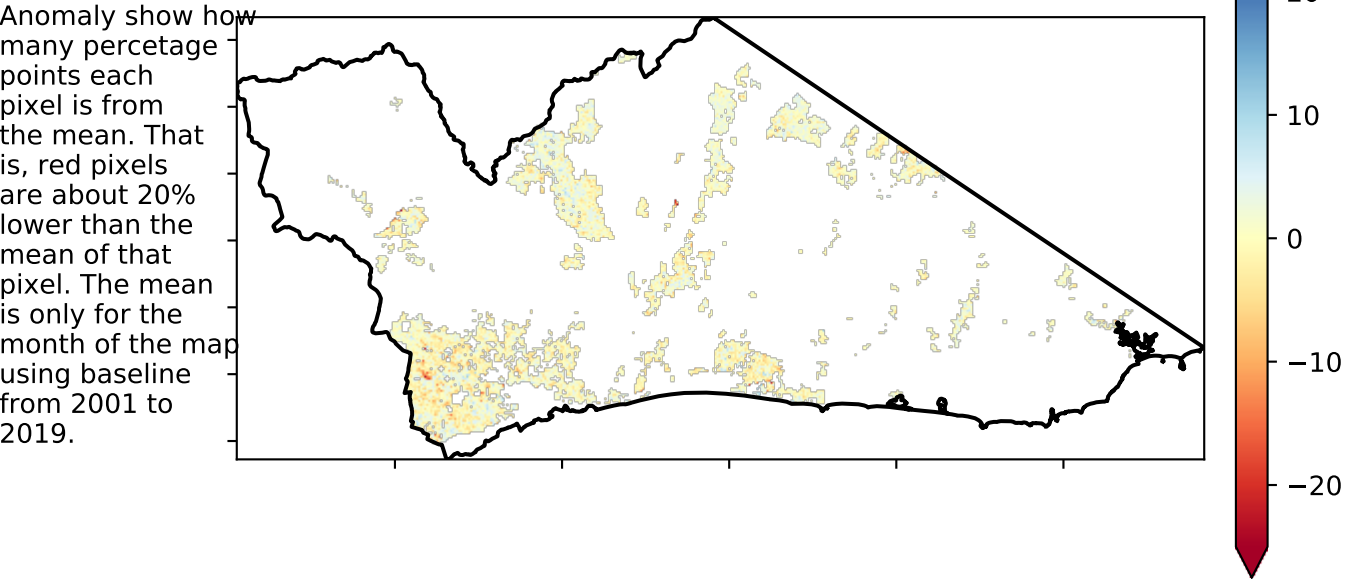 Anomaly show how
many percetage
points each
pixel is from
the mean. That
is, red pixels
are about 20%
lower than the
mean of that
pixel. The mean
is only for the
month of the map
using baseline
from 2001 to
2019.
10
0
−10
−20